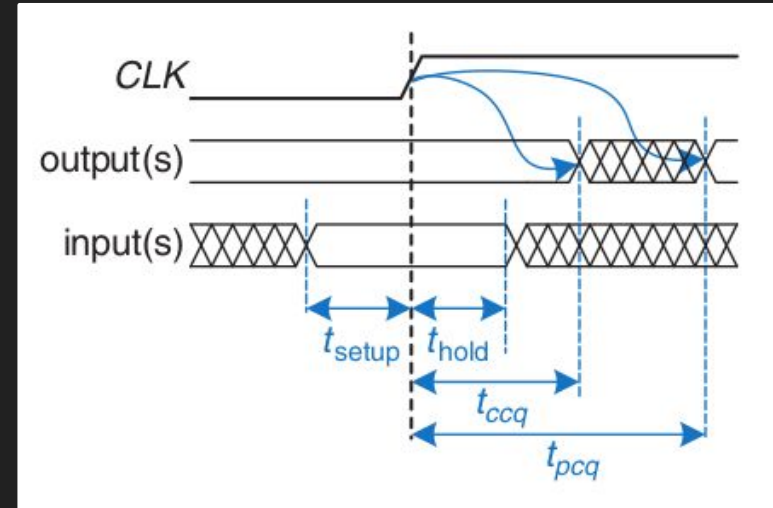 CLK
output(s)
input(s)
tsetup thold
tccq
tpcq